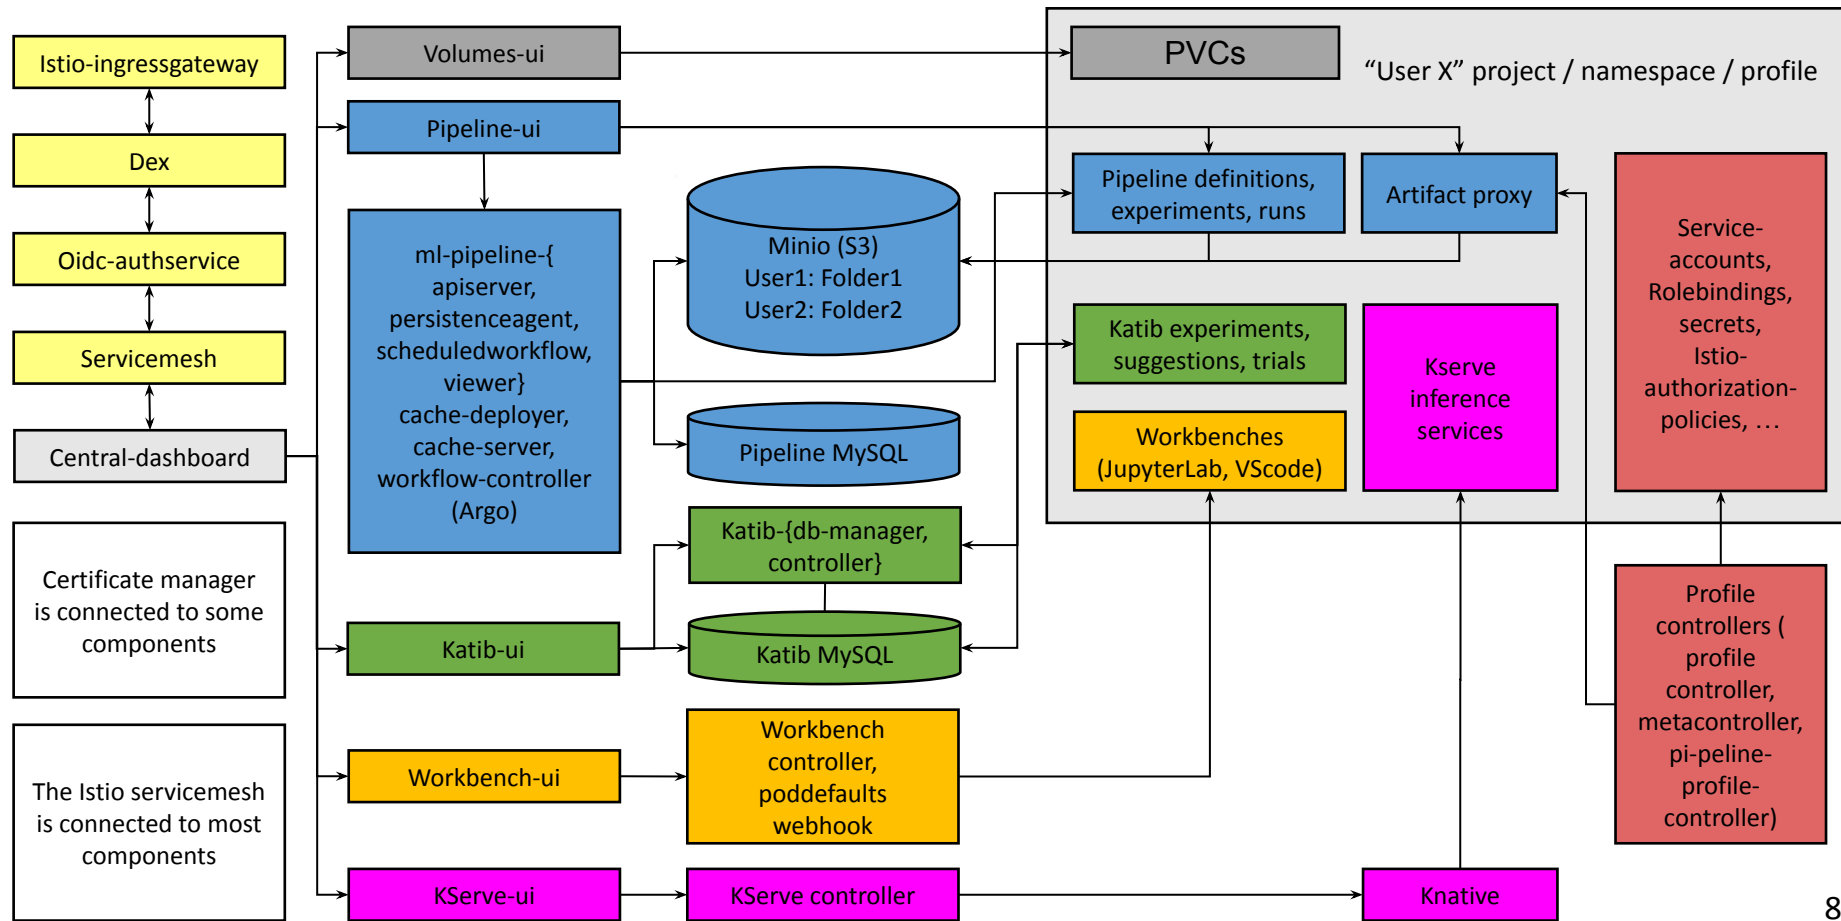 Istio-ingressgateway
Dex
Oidc-authservice
Servicemesh
Central-dashboard
Certificate manager
is connected to some
components
The Istio servicemesh
is connected to most
components
Volumes-ui
Pipeline-ui
ml-pipeline-{
apiserver,
persistenceagent,
scheduledworkflow,
viewer}
cache-deployer,
cache-server,
workflow-controller
(Argo)
Katib-ui
Workbench-ui
KServe-ui
Minio (S3)
User1: Folder1
User2: Folder2
Pipeline MySQL
Katib-{db-manager,
controller}
Katib MySQL
Workbench
controller,
poddefaults
webhook
KServe controller
PVCs
“User X” project / namespace / profile
Pipeline definitions,
experiments, runs
Artifact proxy
Katib experiments,
suggestions, trials
Workbenches
(JupyterLab, VScode)
Kserve
inference
services
Service-
accounts,
Rolebindings,
secrets,
Istio-
authorization-
policies, …
Profile
controllers (
profile
controller,
metacontroller,
pi-peline-
profile-
controller)
Knative
8